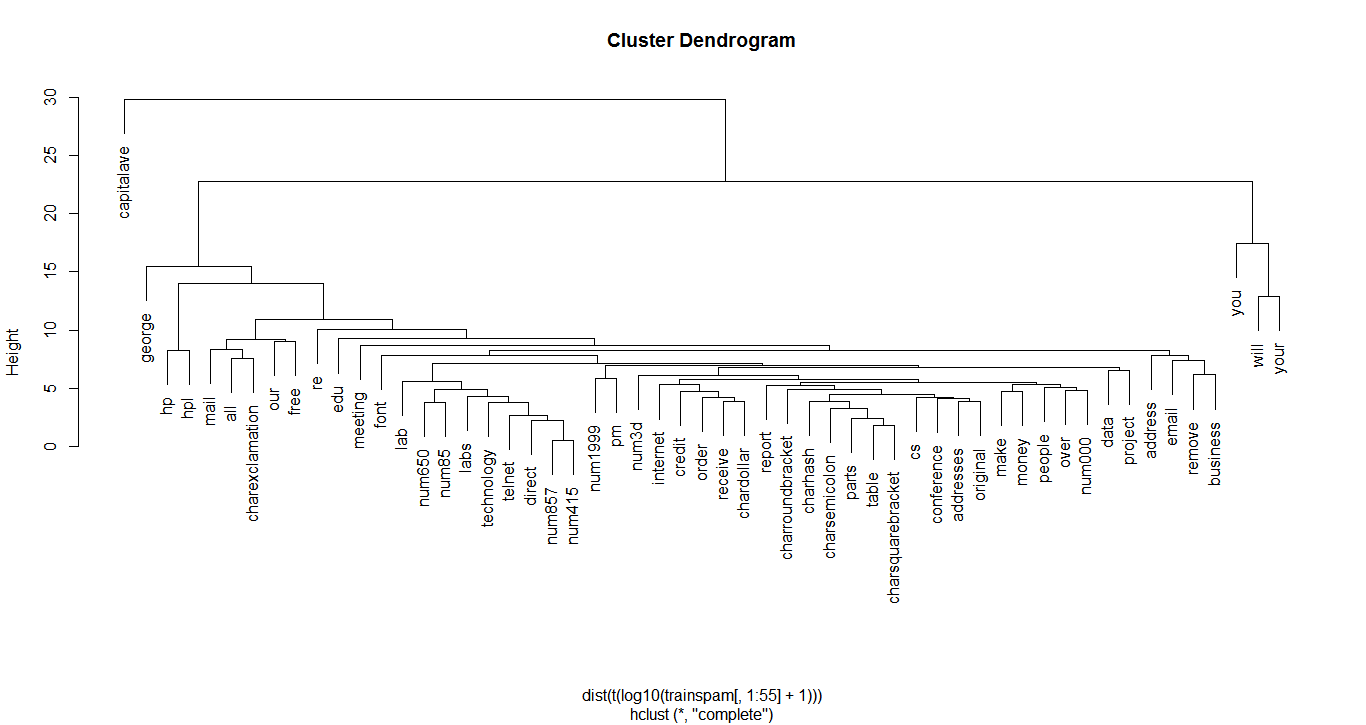 Cluster Dendrogram
Height
30
25
20
15
10
5
0
capitalave
george
hp
hpl
mail
all
charexclamation
our
free
re
edu
meeting
font
lab
num650
num85
labs
technology
telnet
direct
num857
num415
num1999
pm
num3d
internet
credit
order
receive
chardollar
report
charroundbracket
charhash
charsemicolon
parts
table
charsquarebracket
cs
conference
addresses
original
make
money
people
over
num000
data
project
address
email
remove
business
you
will
your
dist(t(log10(trainspam[, 1:55] + 1)))
hclust (*, "complete")